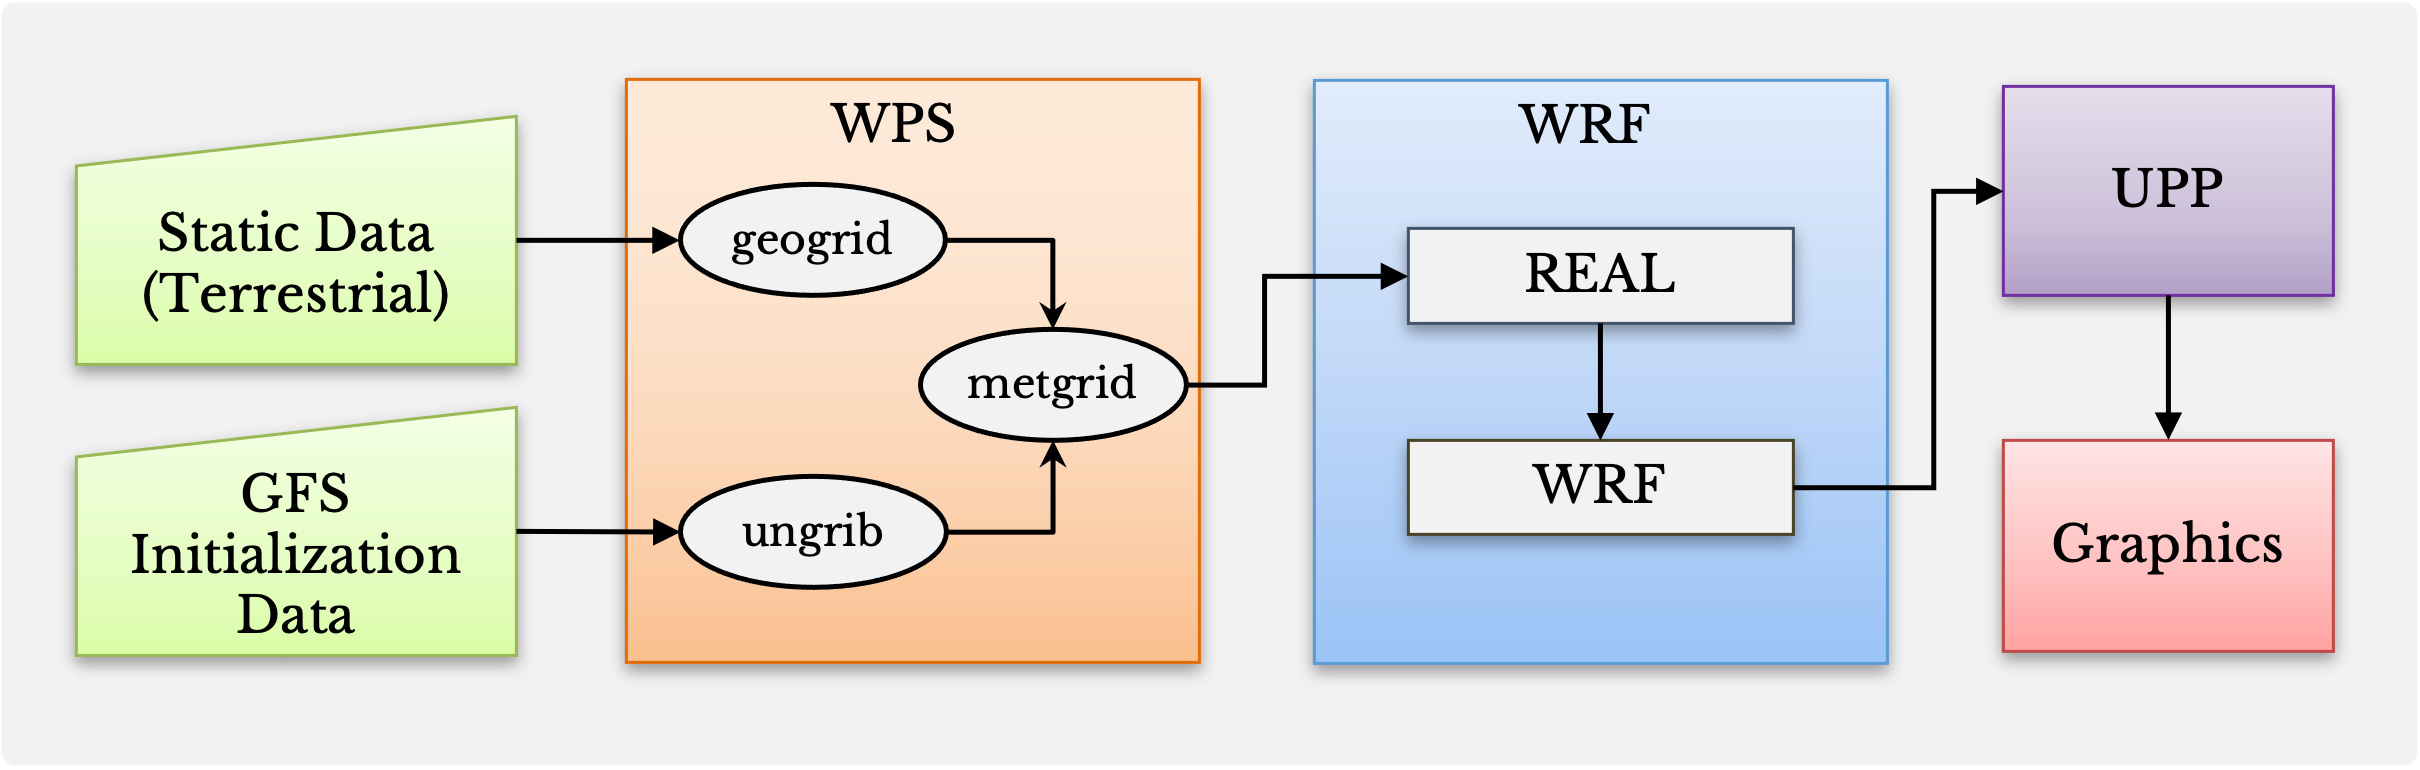 Static Data
(Terrestrial)
GFS
Initialization
Data
WPS
geogrid
metgrid
ungrib
WRF
REAL
WRF
UPP
Graphics